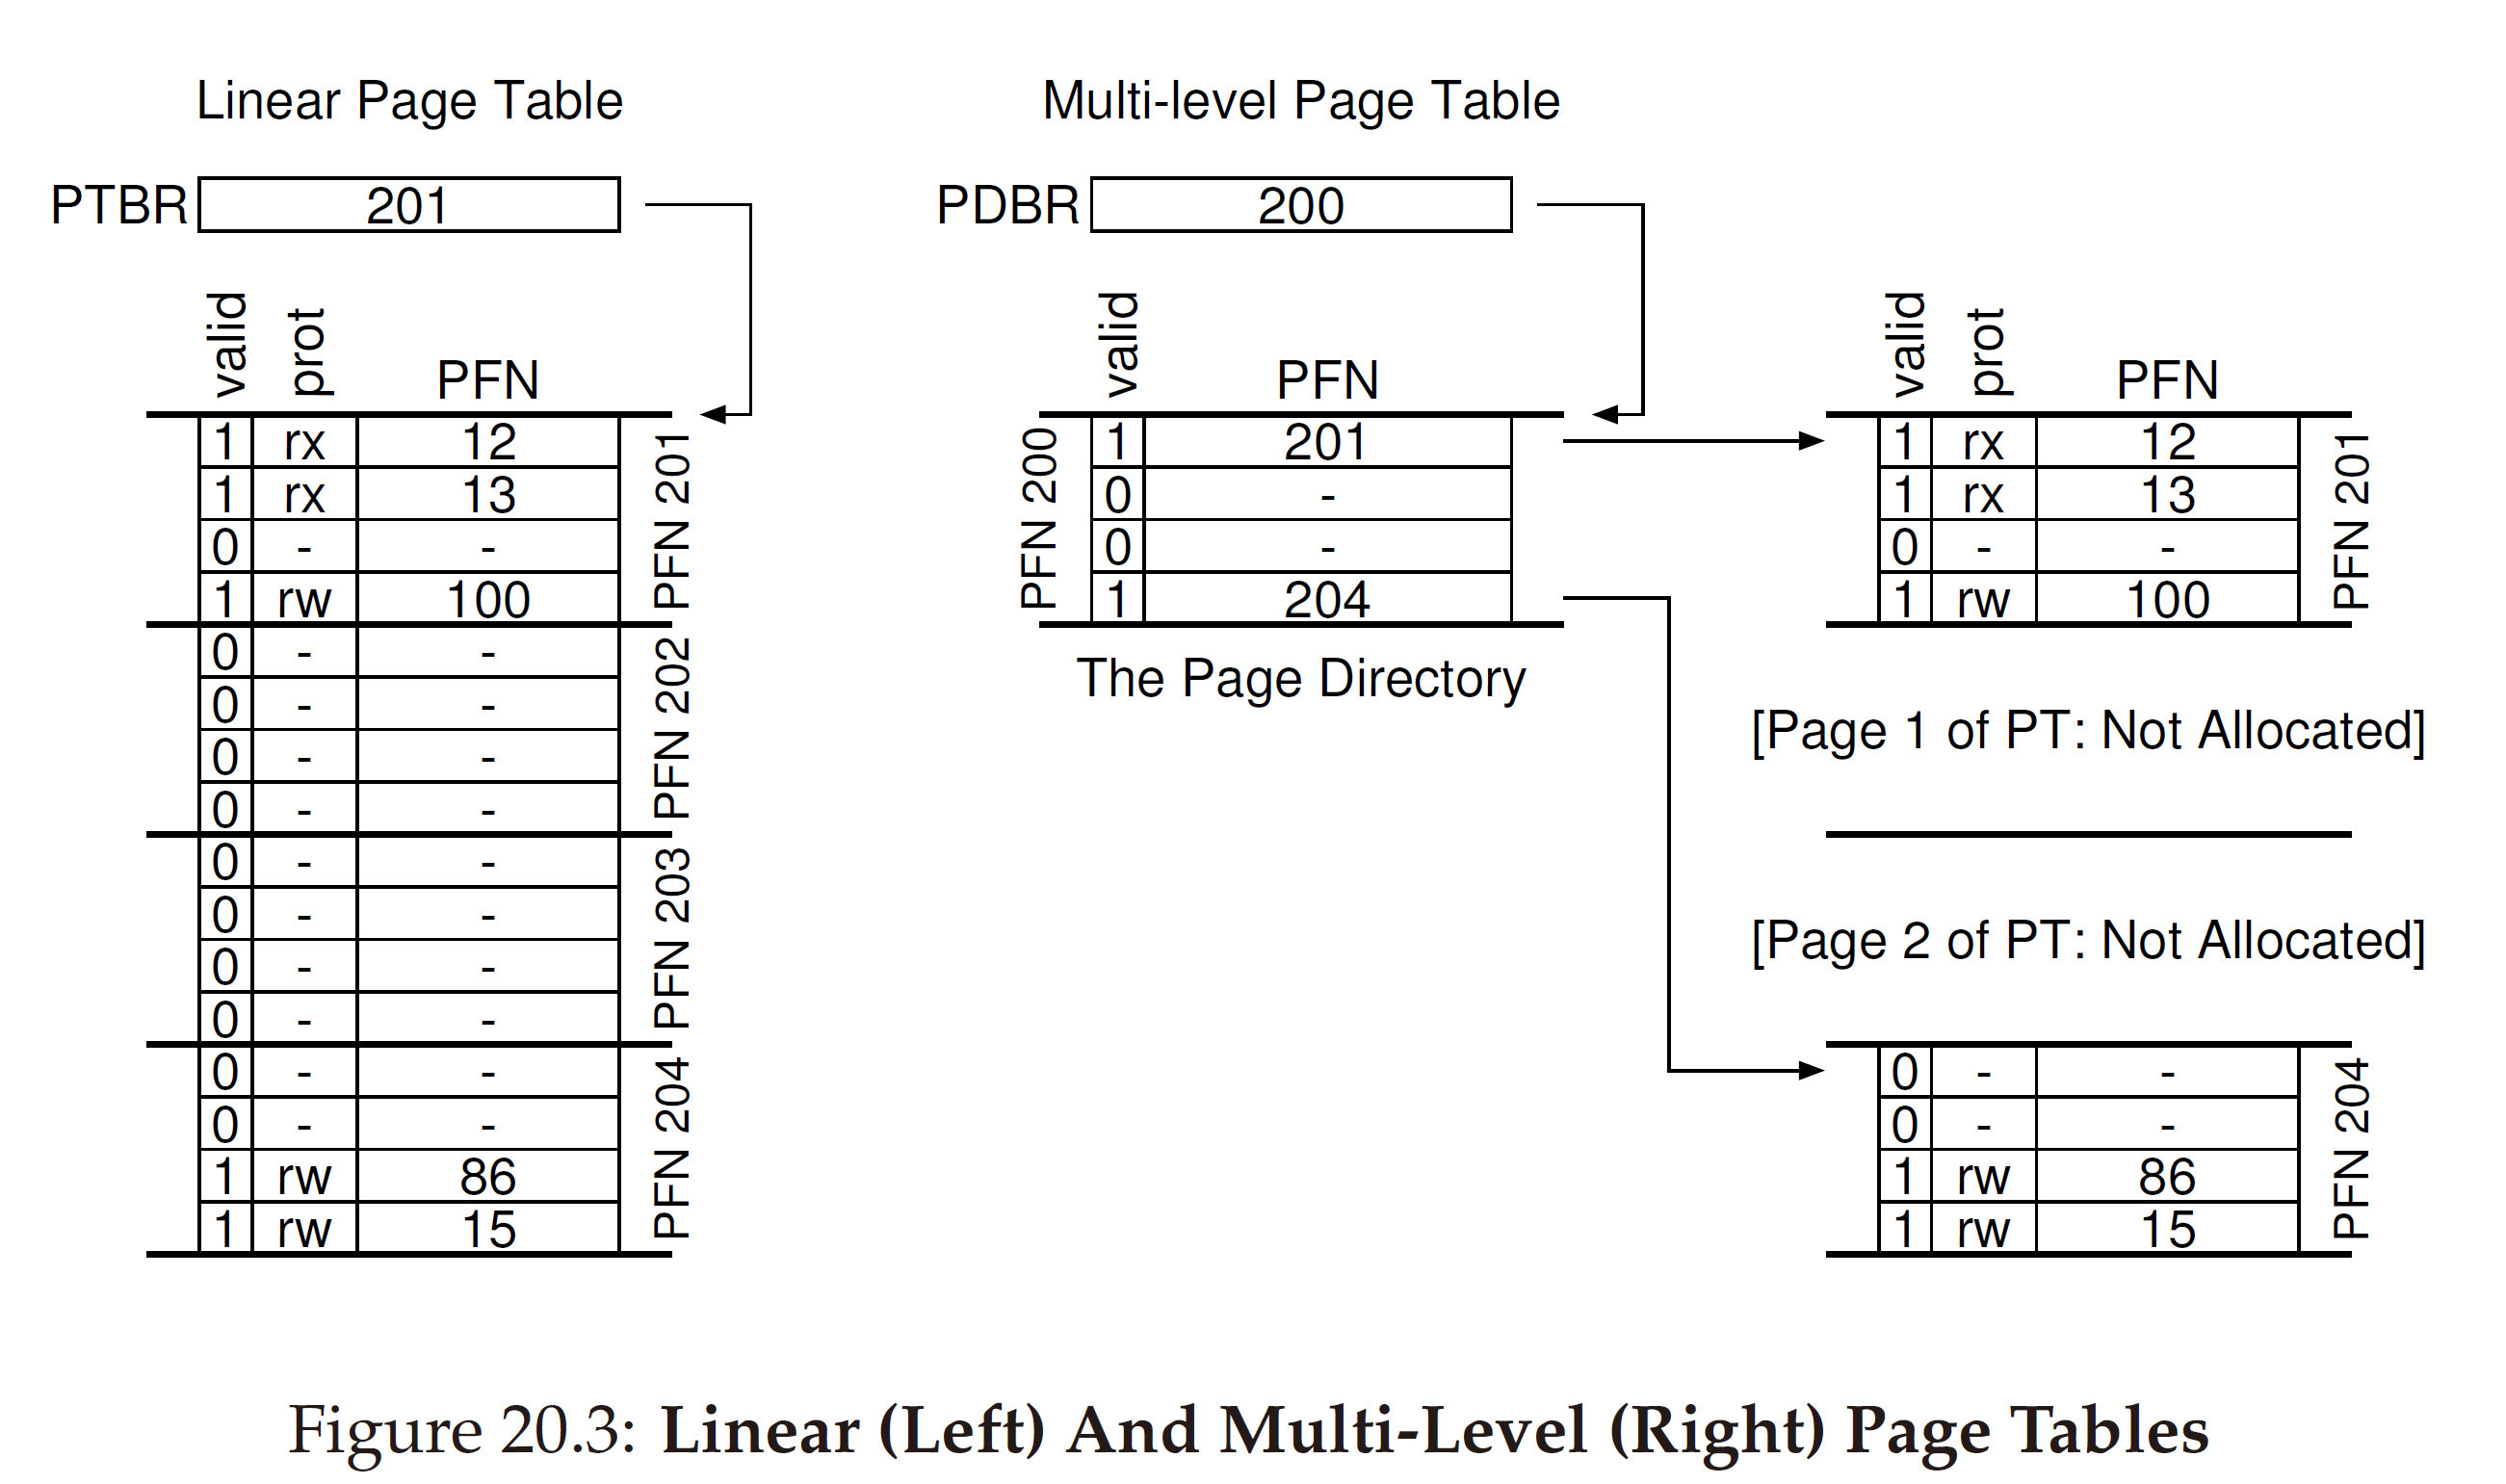 Linear Page Table
PTBR 201
valid prot PFN
1 rx 12
1 rx 13
0 - -
1 rw 100
PFN 201
0 - -
0 - -
0 - -
0 - -
PFN 202
0 - -
0 - -
0 - -
0 - -
PFN 203
0 - -
0 - -
1 rw 86
1 rw 15
PFN 204
Multi-level Page Table
PDBR 200
valid PFN
PFN 200
1 201
0 -
0 -
1 204
The Page Directory
valid prot PFN
1 rx 12
1 rx 13
0 - -
1 rw 100
PFN 201
[Page 1 of PT: Not Allocated]
[Page 2 of PT: Not Allocated]
0 - -
0 - -
1 rw 86
1 rw 15
PFN 204
Figure 20.3: Linear (Left) And Multi-Level (Right) Page Tables